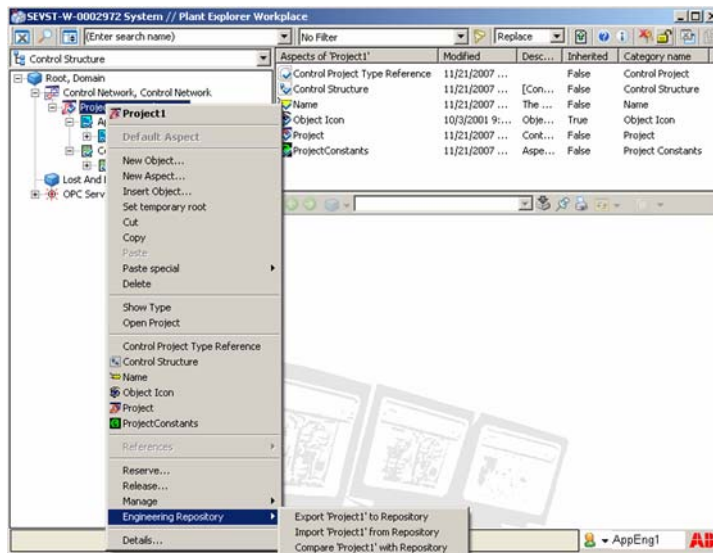 SEVST-W-0002972 System // Plant Explorer Workplace
(Enter search name)
No Filter
Replace
Control Structure
Aspects of 'Project1' Modified Desc... Inherited Category name
Control Project Type Reference 11/21/2007 ... False Control Project
Control Structure 11/21/2007 ... [Con... False Control Structure
Name 11/21/2007 ... The ... False Name
Object Icon 10/3/2001 9:... Obje... True Object Icon
Project 11/21/2007 ... Cont... False Project
ProjectConstants 11/21/2007 ... Aspe... False Project Constants
Root, Domain
Control Network, Control Network
Proje
A
C
Lost And
OPC Serv
Project1
Default Aspect
New Object...
New Aspect...
Insert Object...
Set temporary root
Cut
Copy
Paste
Paste special
Delete
Show Type
Open Project
Control Project Type Reference
Control Structure
Name
Object Icon
Project
ProjectConstants
References
Reserve...
Release...
Manage
Engineering Repository
Details...
Export 'Project1' to Repository
Import 'Project1' from Repository
Compare 'Project1' with Repository
AppEng1